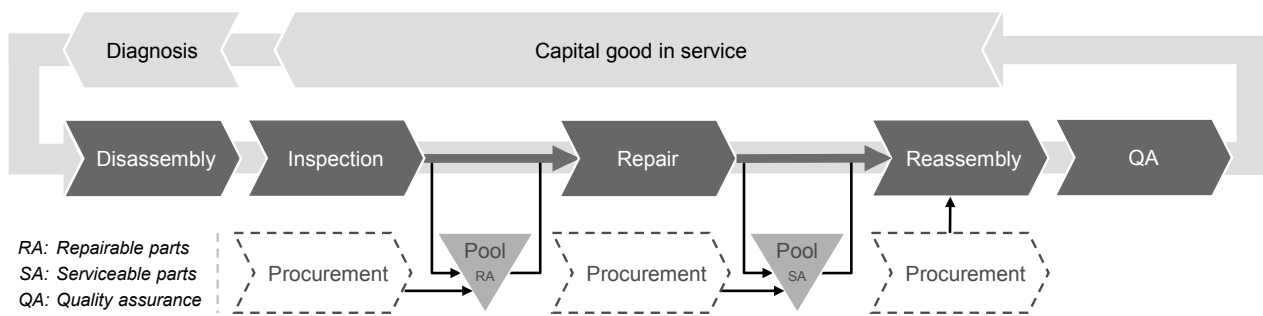 Diagnosis
Capital good in service
Disassembly
Inspection
Repair
Reassembly
QA
RA: Repairable parts
SA: Serviceable parts
QA: Quality assurance
Procurement
Pool
RA
Procurement
Pool
SA
Procurement